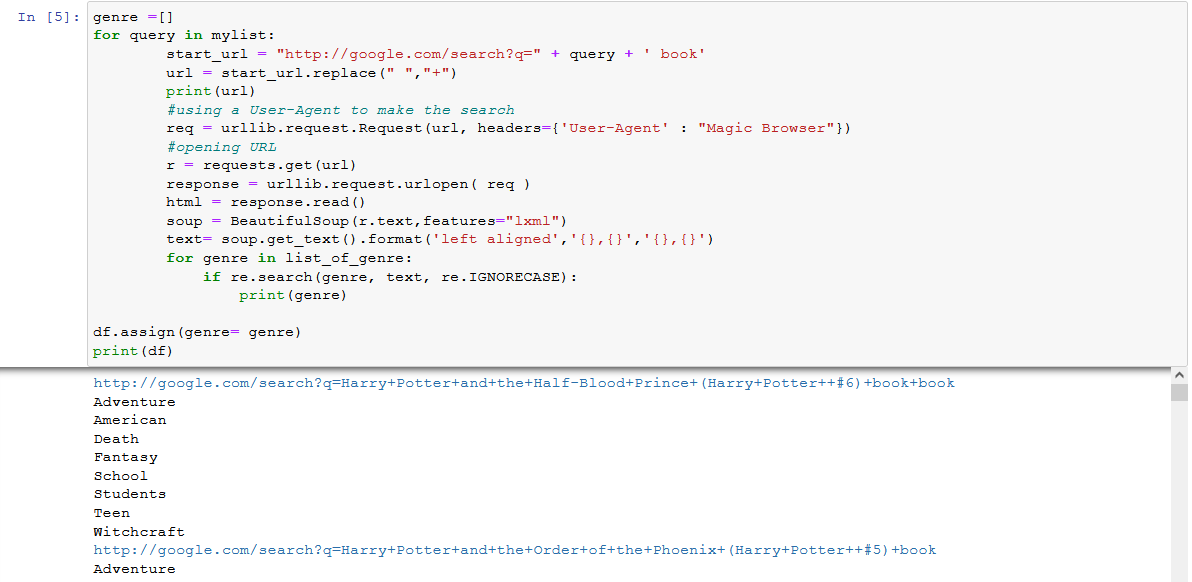 In [5]: genre =[]
for query in mylist:
start_url = "http://google.com/search?q=" + query + ' book'
url = start_url.replace(" ","+")
print(url)
#using a User-Agent to make the search
req = urllib.request.Request(url, headers={'User-Agent' : "Magic Browser"})
#opening URL
r = requests.get(url)
response = urllib.request.urlopen( req )
html = response.read()
soup = BeautifulSoup(r.text,features="lxml")
text= soup.get_text().format('left aligned','{},{}','{},{}')
for genre in list_of_genre:
if re.search(genre, text, re.IGNORECASE):
print(genre)
df.assign(genre= genre)
print(df)
http://google.com/search?q=Harry+Potter+and+the+Half-Blood+Prince+(Harry+Potter++#6)+book+book
Adventure
American
Death
Fantasy
School
Students
Teen
Witchcraft
http://google.com/search?q=Harry+Potter+and+the+Order+of+the+Phoenix+(Harry+Potter++#5)+book
Adventure